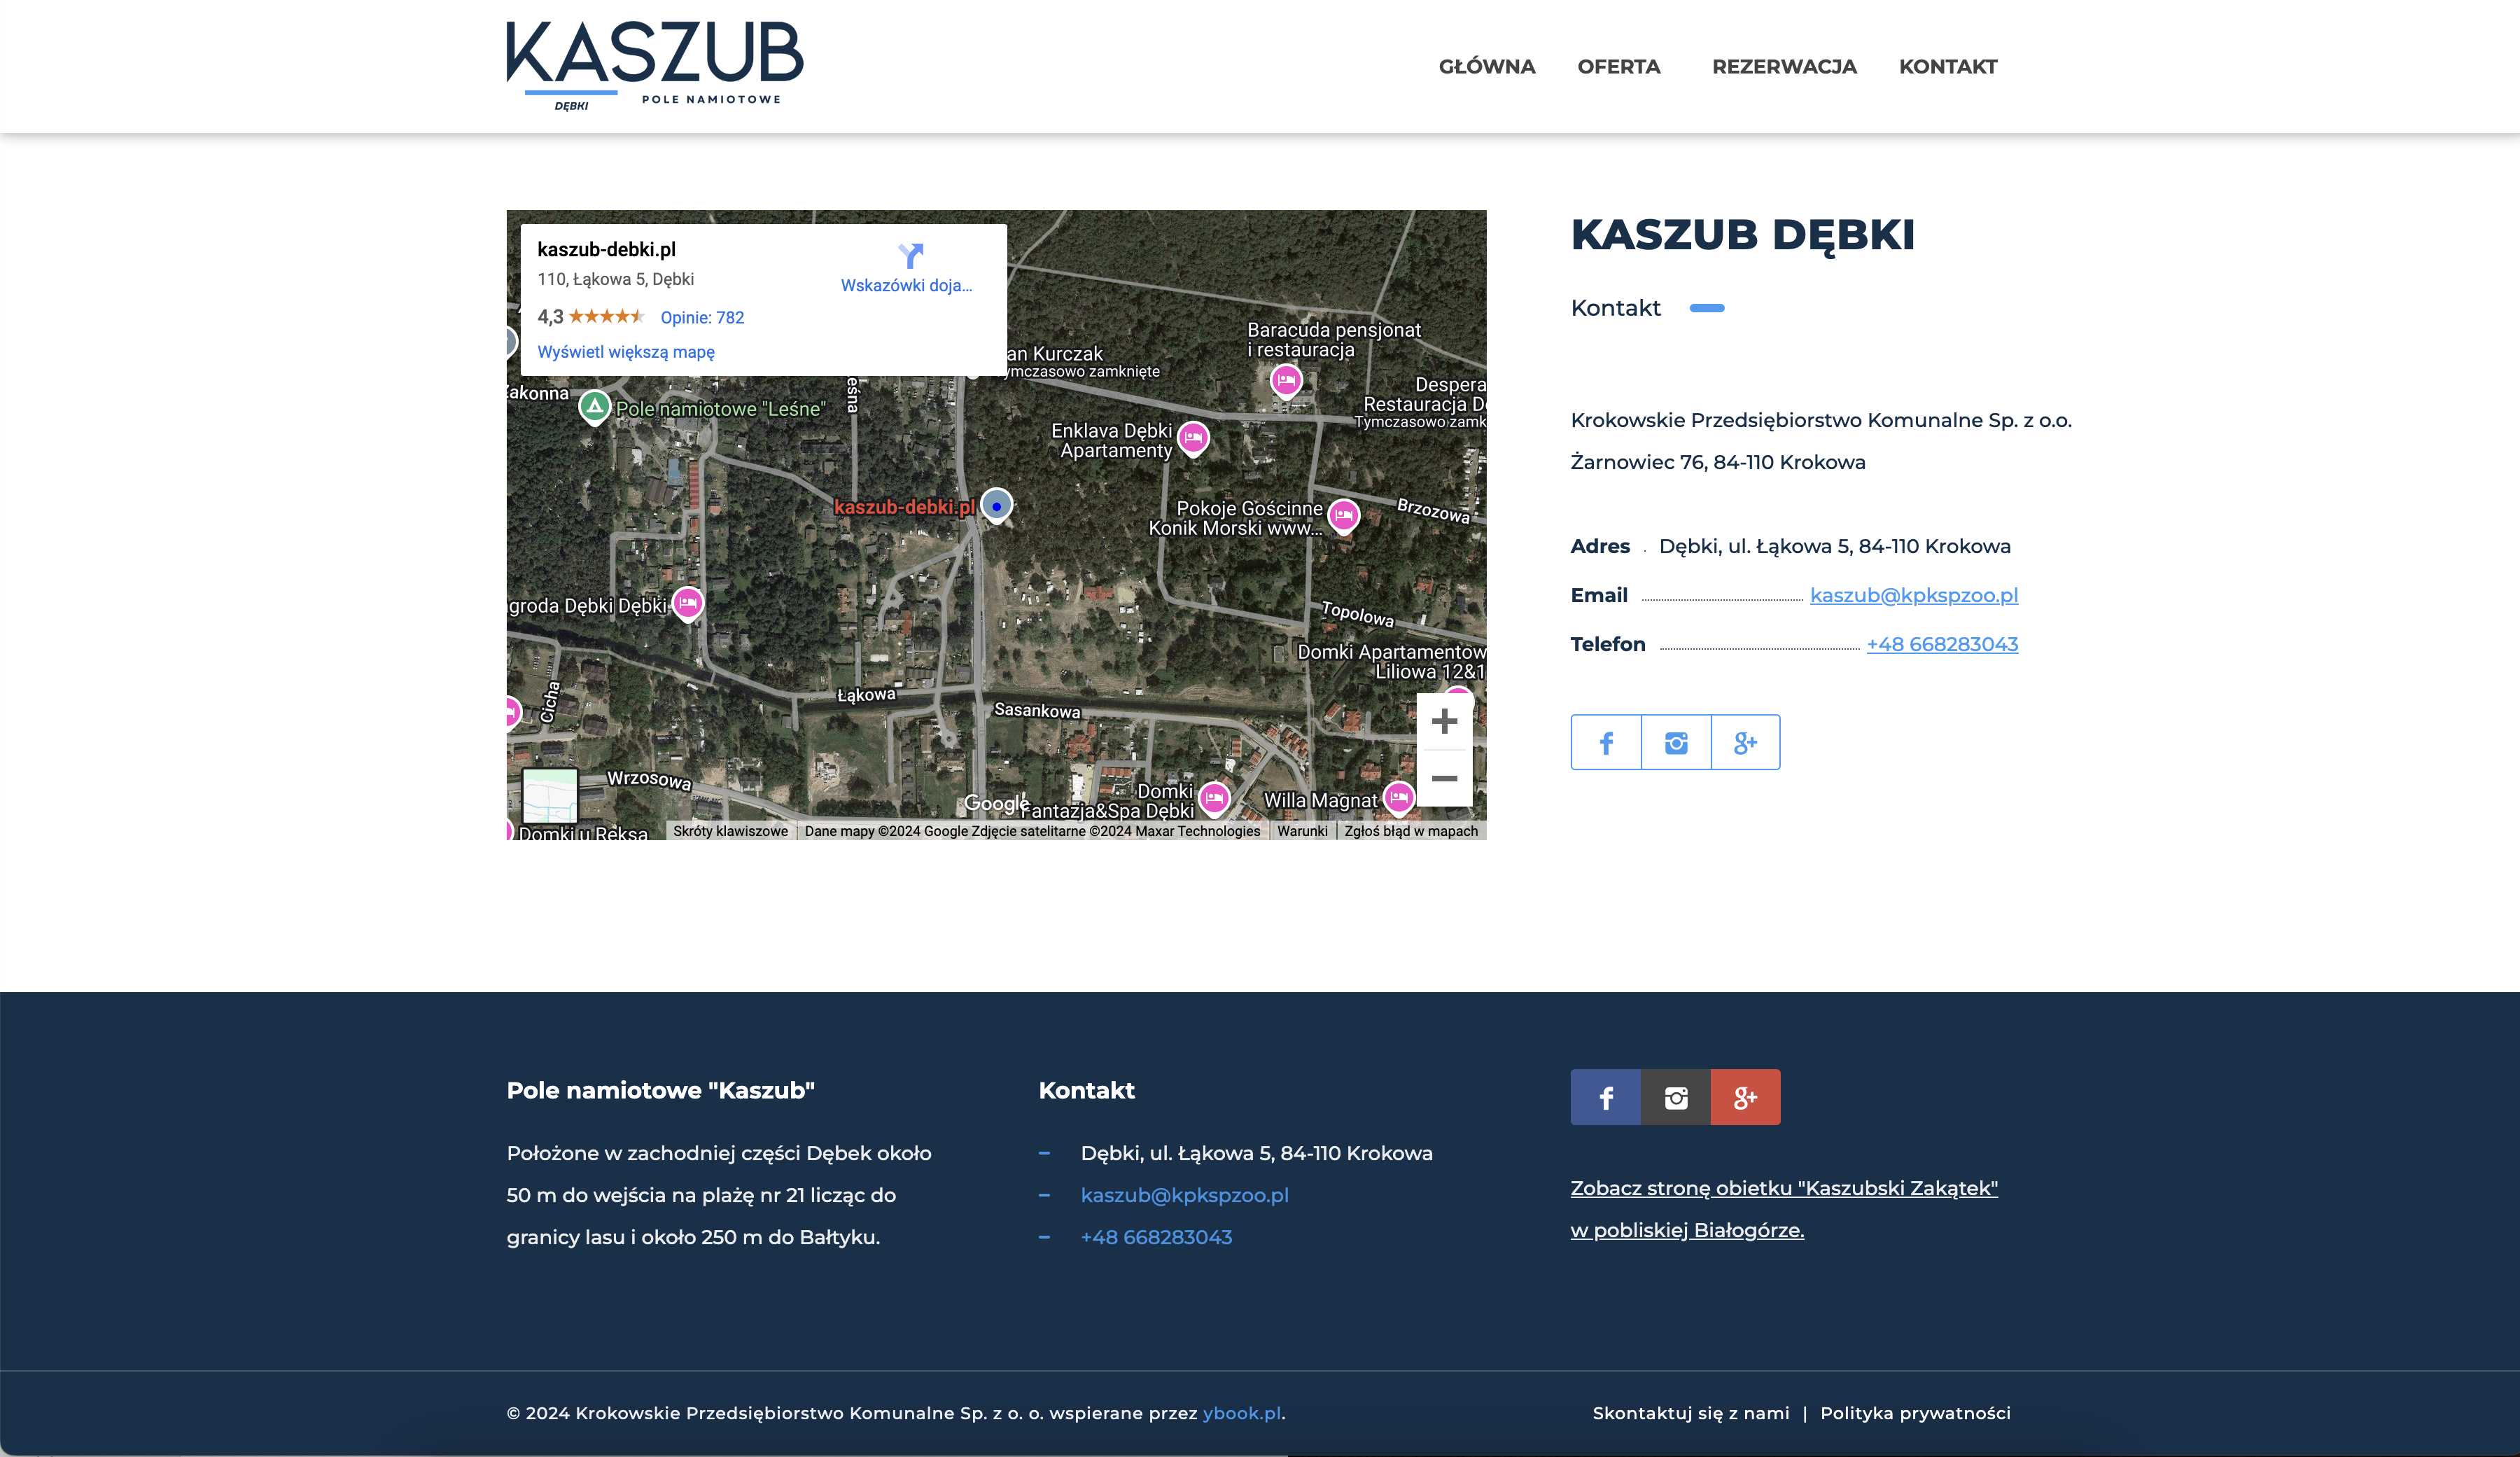 KASZUB
DĘBKI
POLE NAMIOTOWE
GŁÓWNA
OFERTA
REZERWACJA
KONTAKT
kaszub-debki.pl
110, Łąkowa 5, Dębki
4,3
Opinie: 782
Wyświetl większą mapę
Wskazówki doja...
an Kurczak
ymczasowo zamknięte
Baracuda pensjonat
i restauracja
Zakonna
eśna
Pole namiotowe "Leśne"
Despera
Restauracja D
Tymczasowo zamk
Enklava Dębki
Apartamenty
kaszub-debki.pl
Pokoje Gościnne
Konik Morski www...
Brzozowa
groda Dębki Dębki
Topolowa
Domki Apartamentow
Liliowa 12&1
Cicha
Łąkowa
Sasankowa
Wrzosowa
Google
Domki
Fantazja&Spa Dębki
Willa Magnat
Domki u Reksa
Skróty klawiszowe
Dane mapy ©2024 Google Zdjęcie satelitarne ©2024 Maxar Technologies
Warunki
Zgłoś błąd w mapach
KASZUB DĘBKI
Kontakt
Krokowskie Przedsiębiorstwo Komunalne Sp. z o.o.
Żarnowiec 76, 84-110 Krokowa
Adres . Dębki, ul. Łąkowa 5, 84-110 Krokowa
Email kaszub@kpkspzoo.pl
Telefon +48 668283043
Pole namiotowe "Kaszub"
Położone w zachodniej części Dębek około
50 m do wejścia na plażę nr 21 licząc do
granicy lasu i około 250 m do Bałtyku.
Kontakt
– Dębki, ul. Łąkowa 5, 84-110 Krokowa
– kaszub@kpkspzoo.pl
– +48 668283043
Zobacz stronę obietku "Kaszubski Zakątek"
w pobliskiej Białogórze.
© 2024 Krokowskie Przedsiębiorstwo Komunalne Sp. z o. o. wspierane przez ybook.pl.
Skontaktuj się z nami | Polityka prywatności